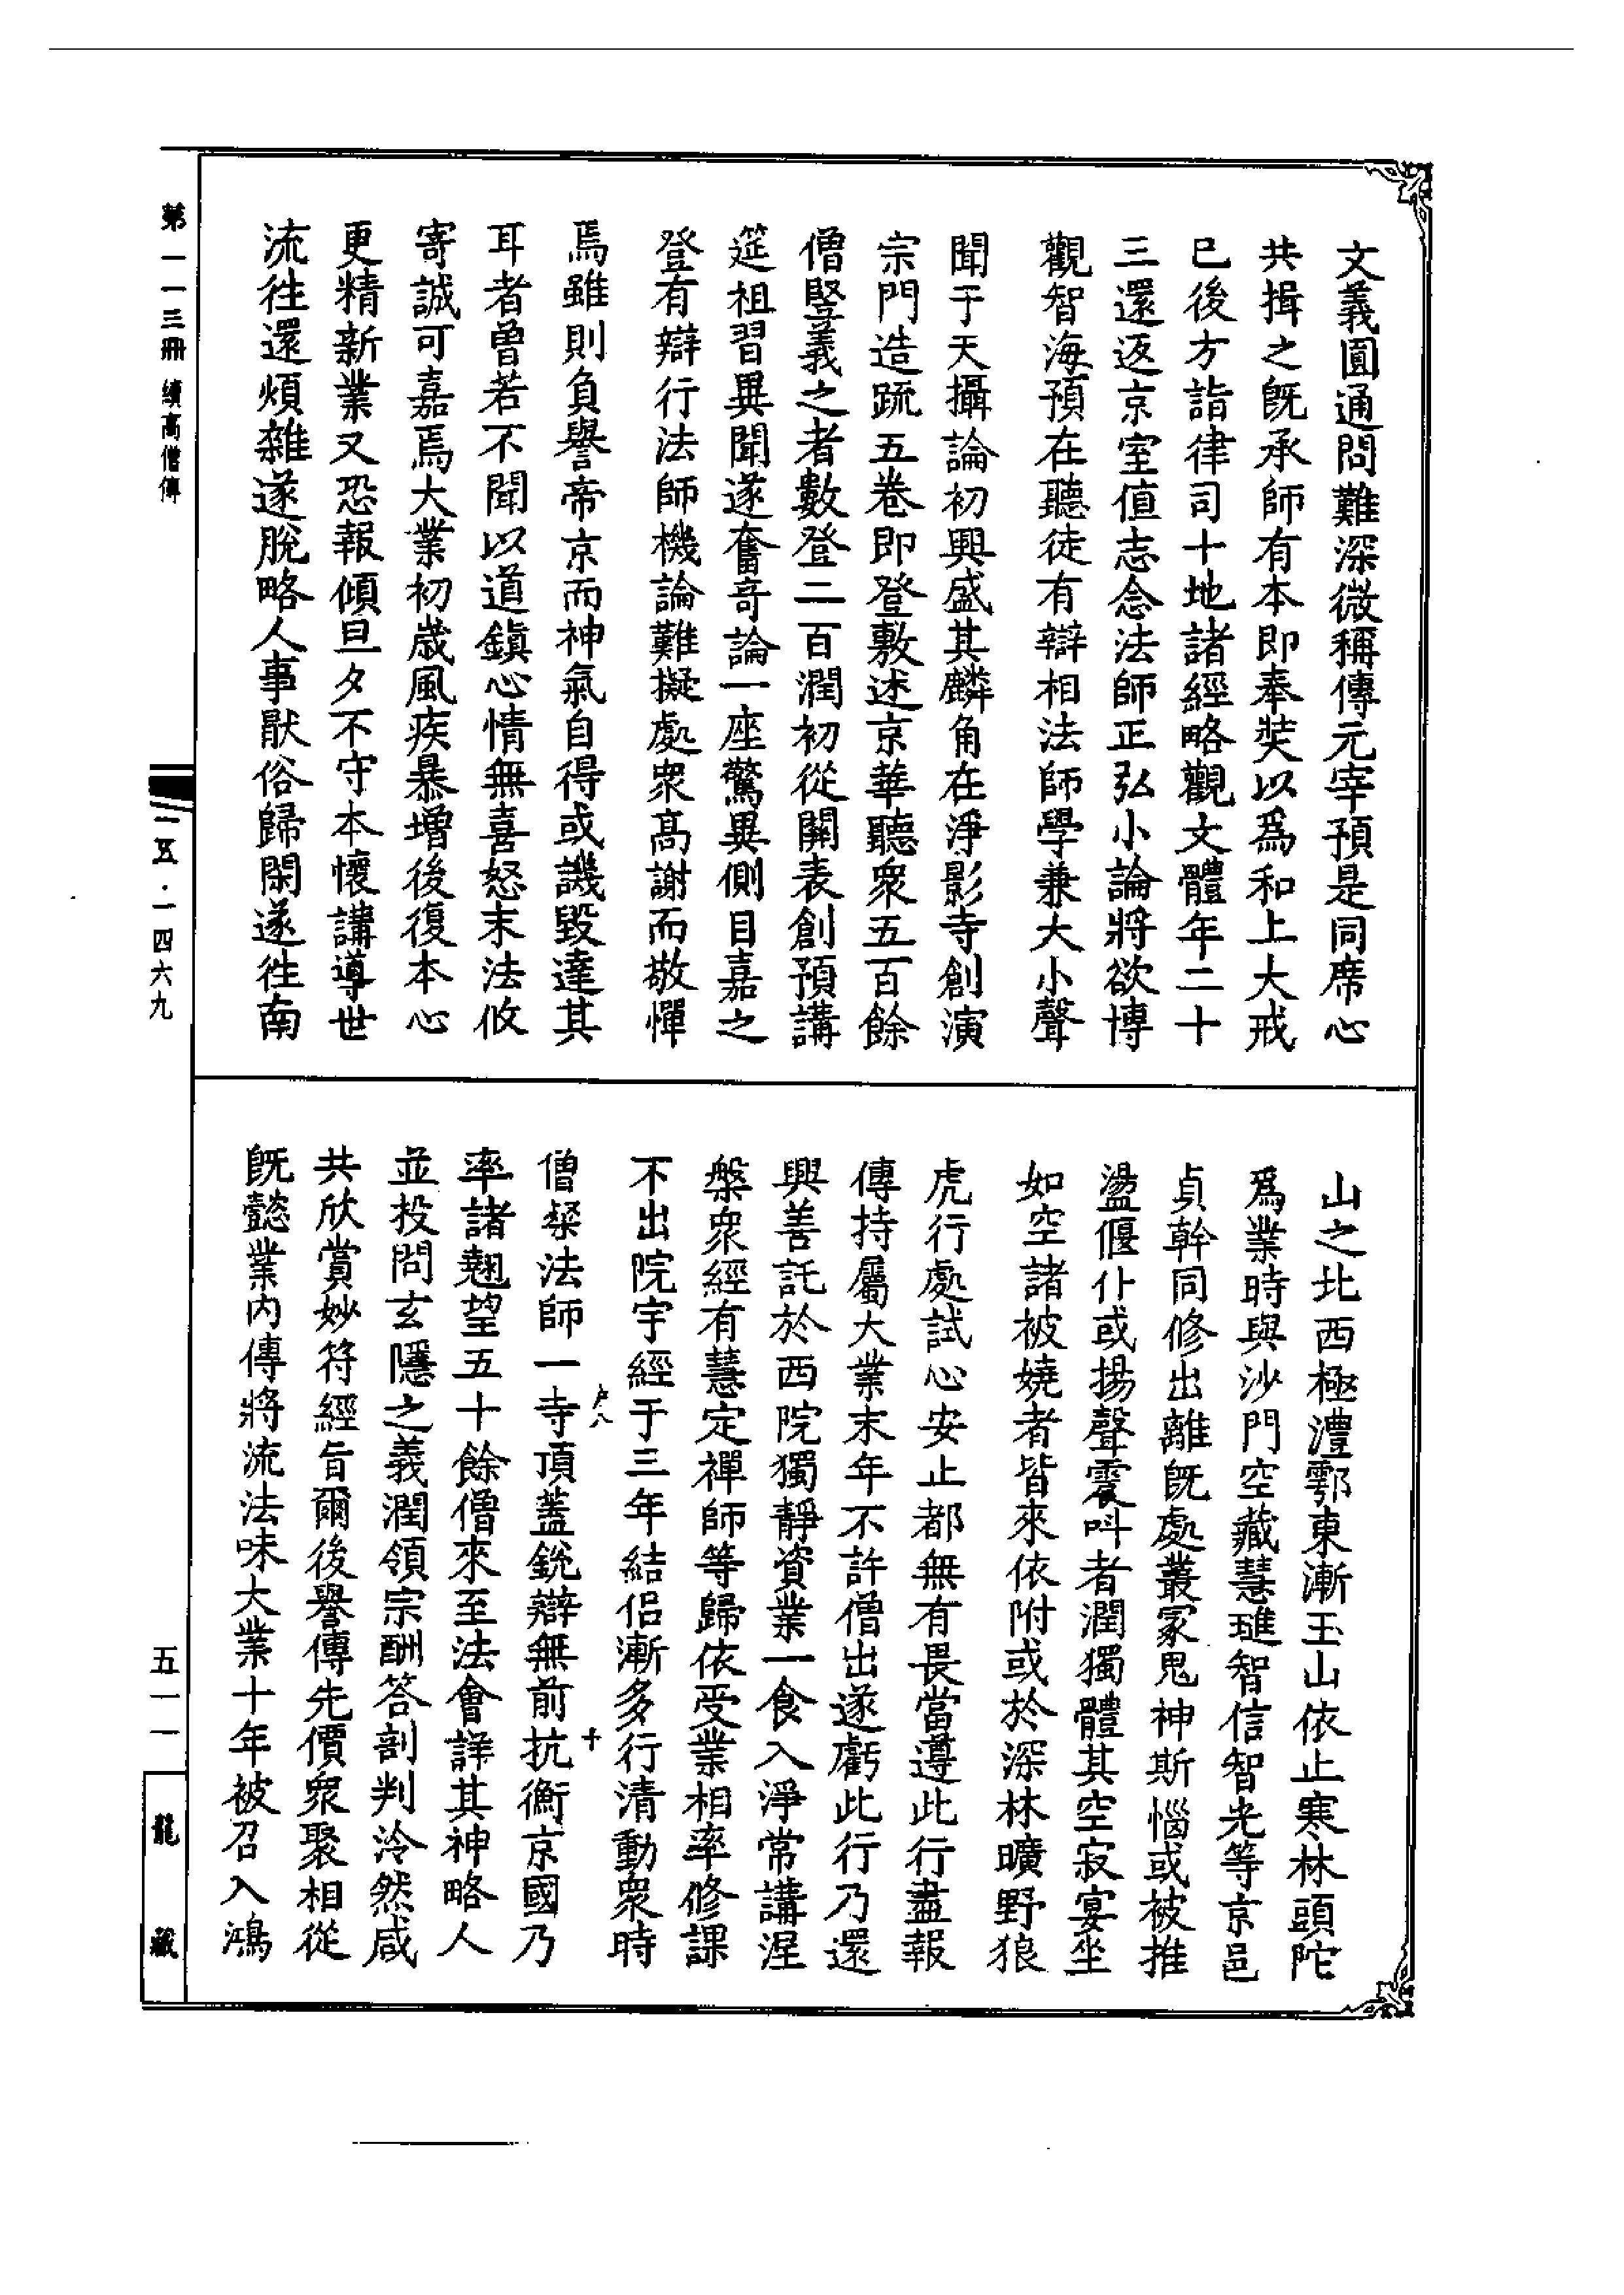 文義圓通問難深微稱傳元宰預是同席心
共揖之旣承師有本即奉奘以爲和上大戒
已後方詣律司十地諸經略觀文體年二十
三還返京室值志念法師正弘小論將欲博
觀智海預在聽徒有辯相法師學兼大小聲
聞于天攝論初興盛其麟角在淨影寺創演
宗門造䟽五卷即登敷述京華聽衆五百餘
僧豎義之者數登二百潤初從關表創預講
筵祖習異聞遂奮奇論一座驚異側目嘉之
登有辯行法師機論難擬處衆高謝而敬憚
焉雖則負譽帝京而神氣自得或譏毀達其
耳者曾若不聞以道鎭心情無喜怒末法攸
寄誠可嘉焉大業初歳風疾暴增後復本心
更精新業又恐報傾旦夕不守本懷講導世
流徃還煩雜遂脫略人事猒俗歸閑遂徃南
山之北西極澧鄠東漸玉山依止寒林頭陀
爲業時與沙門空藏慧璡智信智光等京邑
貞幹同修出離旣處叢冢鬼神斯惱或被推
盪偃仆或揚聲震呌者潤獨體其空寂宴坐
如空諸被嬈者皆來依附或於深林曠野狼
虎行處試心安止都無有畏當遵此行盡報
傳持屬大業末年不許僧出遂虧此行乃還
興善託於西院獨靜資業一食入淨常講涅
槃衆經有慧定禪師等歸依受業相率修課
不出院宇經于三年結侶漸多行清動衆時
僧粲法師一寺頂蓋銳辯無前抗衡京國乃
率諸翹望五十餘僧來至法會詳其神略人
並投問玄隱之義潤領宗酬答剖判泠然咸
共欣賞妙符經旨爾後譽傳先價衆聚相從
旣懿業內傳將流法味大業十年被召入鴻
第一一三冊 續高僧傳
一五·一四六九
五一一
龍藏